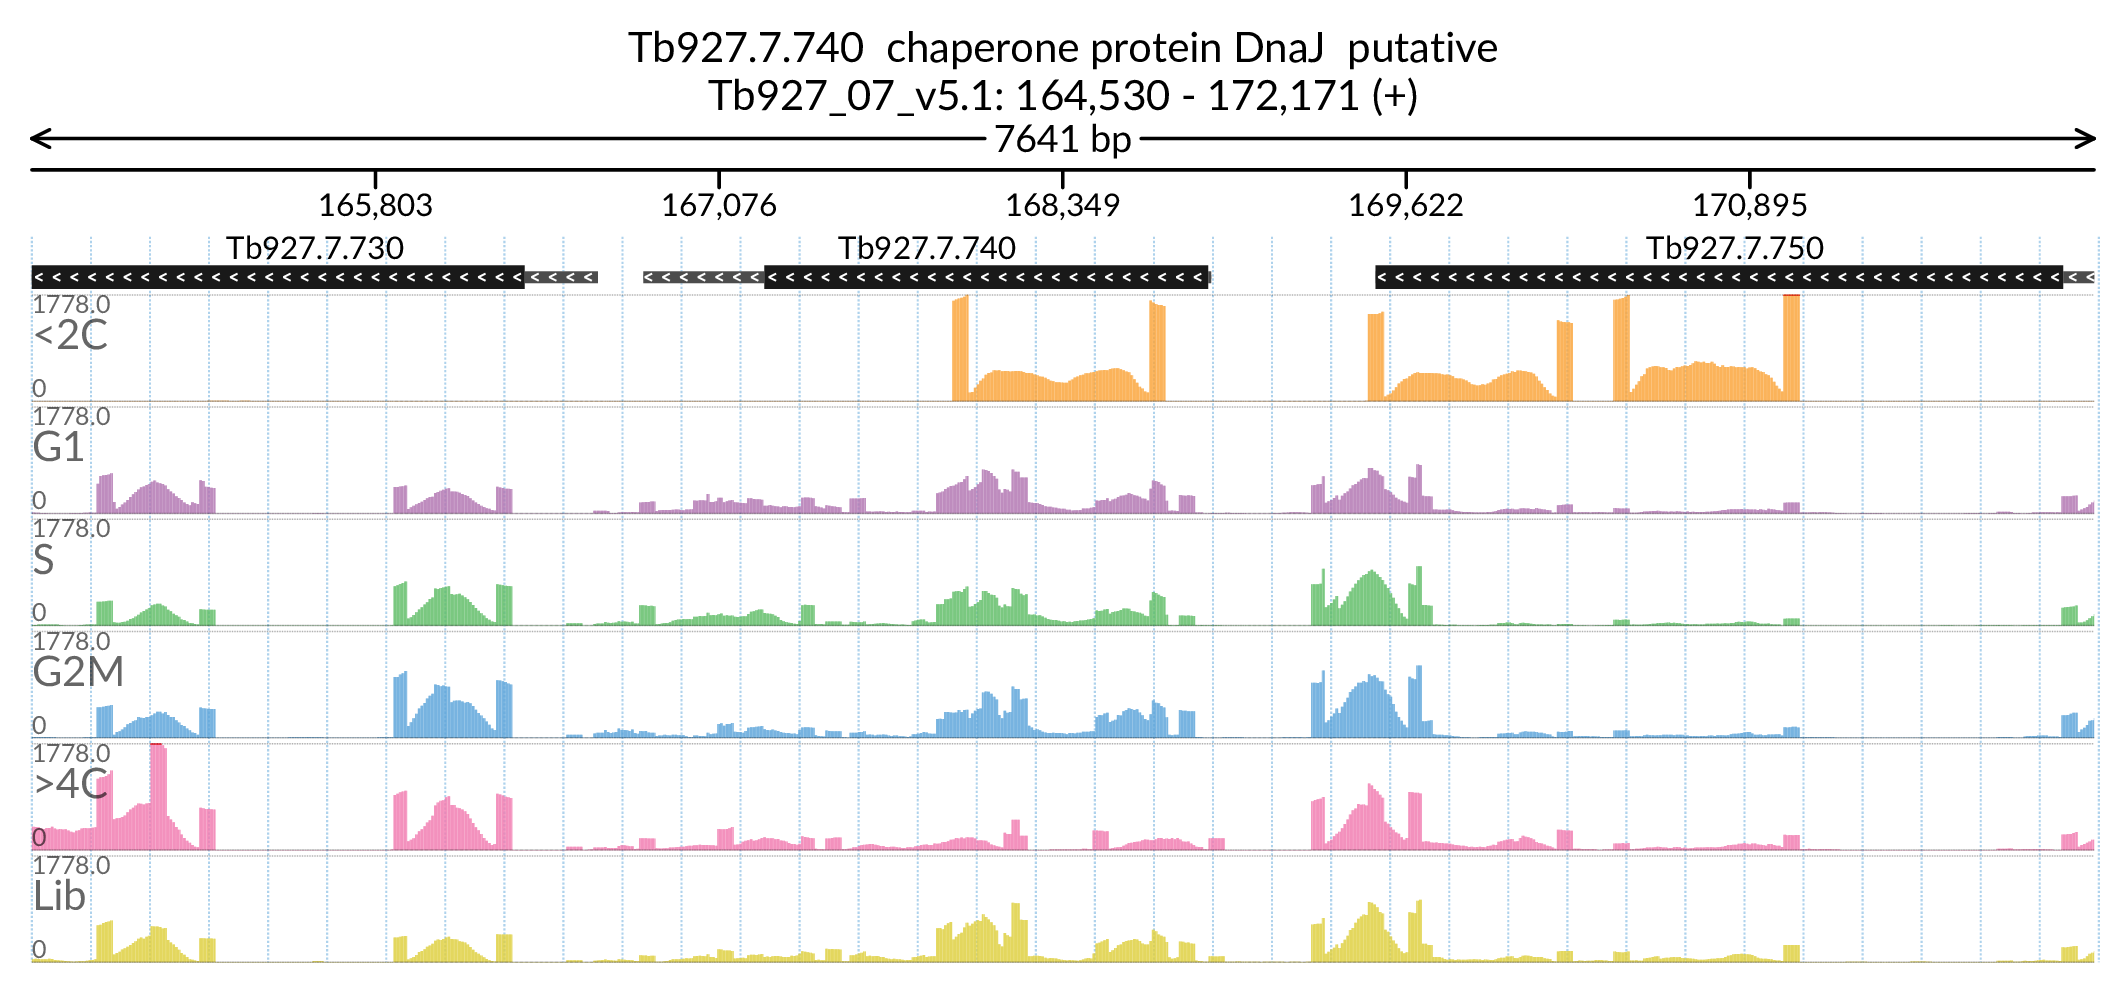 Tb927.7.740 chaperone protein DnaJ putative
Tb927_07_v5.1: 164,530 - 172,171 (+)
7641 bp
165,803 167,076 168,349 169,622 170,895
Tb927.7.730 Tb927.7.740 Tb927.7.750
1778.0
<2C
0
1778.0
G1
0
1778.0
S
0
1778.0
G2M
0
1778.0
>4C
0
1778.0
Lib
0